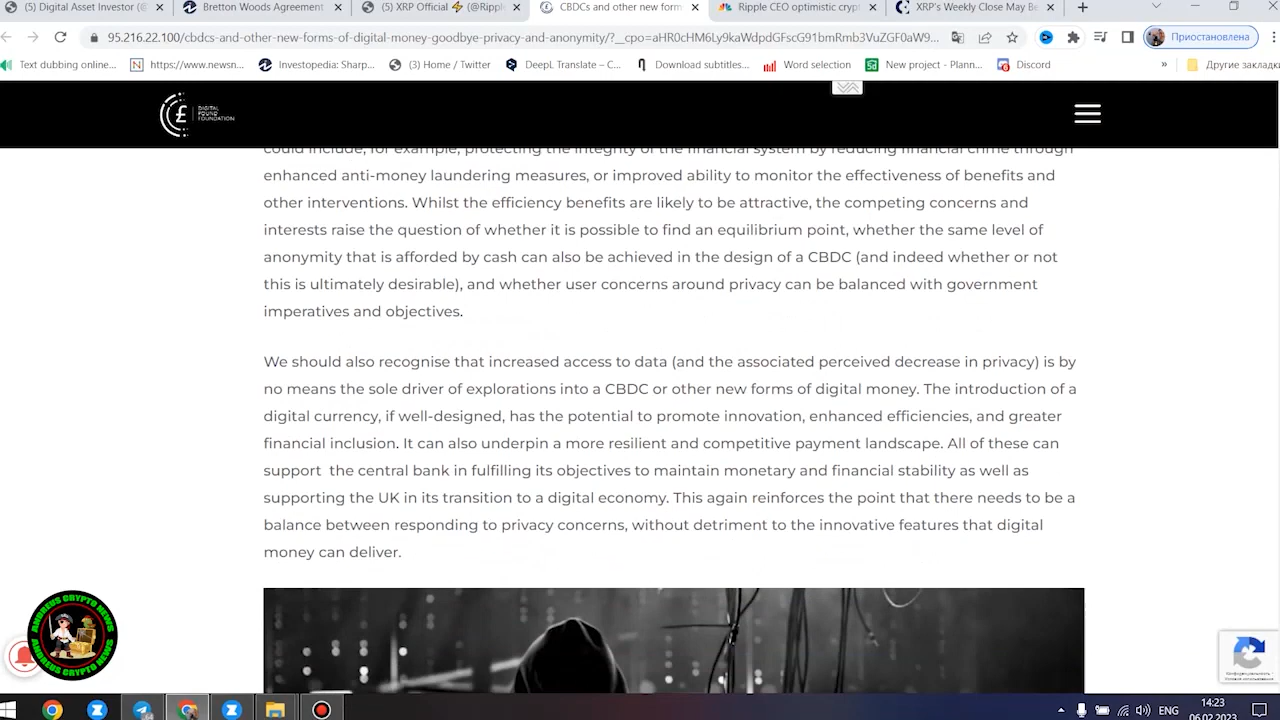 (5) Digital Asset Investor (@
Bretton Woods Agreement
(5) XRP Official ⚡ (@Ripple
CBDCs and other new form
Ripple CEO optimistic crypt
XRP's Weekly Close May Be
95.216.22.100/cbdcs-and-other-new-forms-of-digital-money-goodbye-privacy-and-anonymity/?__cpo=aHR0cHM6Ly9kaWdpdGFscG91bmRmb3VuZGF0aW9...
Приостановлена
Text dubbing online...
https://www.newsn...
Investopedia: Sharp...
(3) Home / Twitter
DeepL Translate – C...
Download subtitles...
Word selection
New project - Plann...
Discord
»
Другие закладки
DIGITAL
POUND
FOUNDATION
could include, for example, protecting the integrity of the financial system by reducing financial crime through
enhanced anti-money laundering measures, or improved ability to monitor the effectiveness of benefits and
other interventions. Whilst the efficiency benefits are likely to be attractive, the competing concerns and
interests raise the question of whether it is possible to find an equilibrium point, whether the same level of
anonymity that is afforded by cash can also be achieved in the design of a CBDC (and indeed whether or not
this is ultimately desirable), and whether user concerns around privacy can be balanced with government
imperatives and objectives.
We should also recognise that increased access to data (and the associated perceived decrease in privacy) is by
no means the sole driver of explorations into a CBDC or other new forms of digital money. The introduction of a
digital currency, if well-designed, has the potential to promote innovation, enhanced efficiencies, and greater
financial inclusion. It can also underpin a more resilient and competitive payment landscape. All of these can
support the central bank in fulfilling its objectives to maintain monetary and financial stability as well as
supporting the UK in its transition to a digital economy. This again reinforces the point that there needs to be a
balance between responding to privacy concerns, without detriment to the innovative features that digital
money can deliver.
ANDREUS CRYPTO NEWS
ANDREUS CRYPTO NEWS
ENG
14:23
06.02.2023